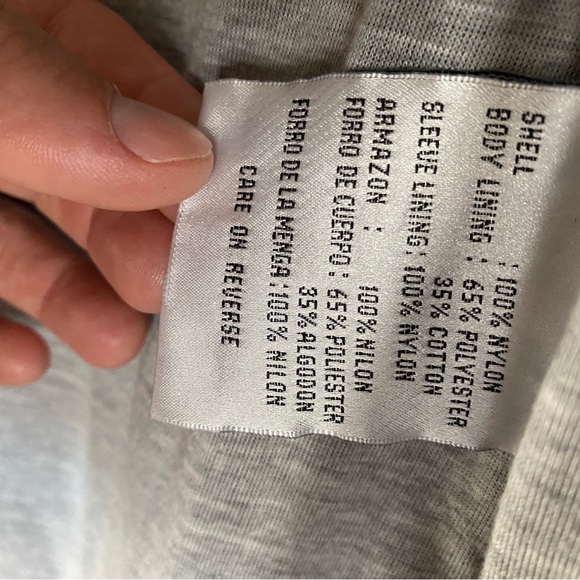 SHELL : 100% NYLON
BODY LINING : 65% POLYESTER
35% COTTON
SLEEVE LINING : 100% NYLON
ARMAZON : 100% NILON
FORRO DE CUERPO : 65% POLIESTER
35% ALGODON
FORRO DE LA MENGA : 100% NILON
CARE ON REVERSE